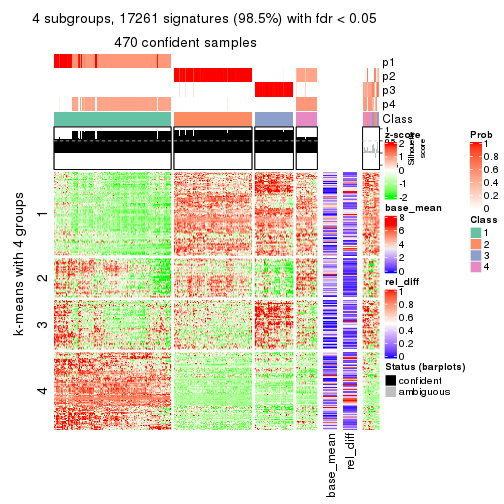 4 subgroups, 17261 signatures (98.5%) with fdr < 0.05
470 confident samples
p1
p2
p3
p4
Class
1
Silhouette
score
z-score
2
1
0
-1
-2
base_mean
8
6
4
2
0
rel_diff
1
0.8
0.6
0.4
0.2
0
Prob
1
0.8
0.6
0.4
0.2
0
Class
1
2
3
4
Status (barplots)
confident
ambiguous
k-means with 4 groups
1
2
3
4
base_mean
rel_diff